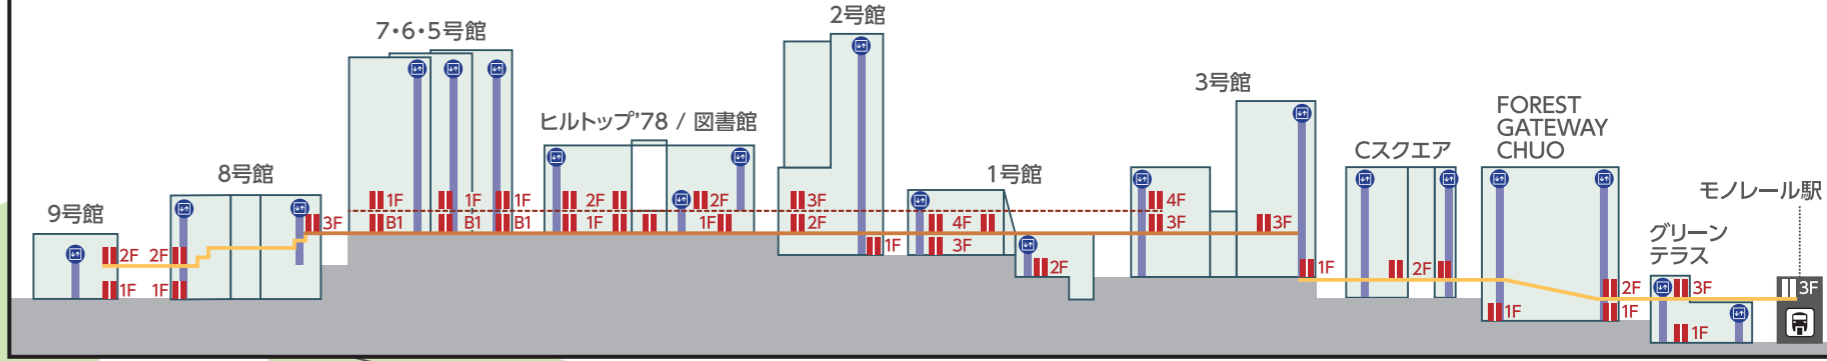 9号館
2F
1F
8号館
2F
1F
3F
7・6・5号館
1F
B1
1F
B1
1F
B1
ヒルトップ'78 / 図書館
2F
1F
2F
1F
2号館
3F
2F
1F
1号館
4F
3F
2F
3号館
4F
3F
3F
1F
Cスクエア
2F
FOREST
GATEWAY
CHUO
1F
2F
1F
グリーン
テラス
3F
1F
モノレール駅
3F